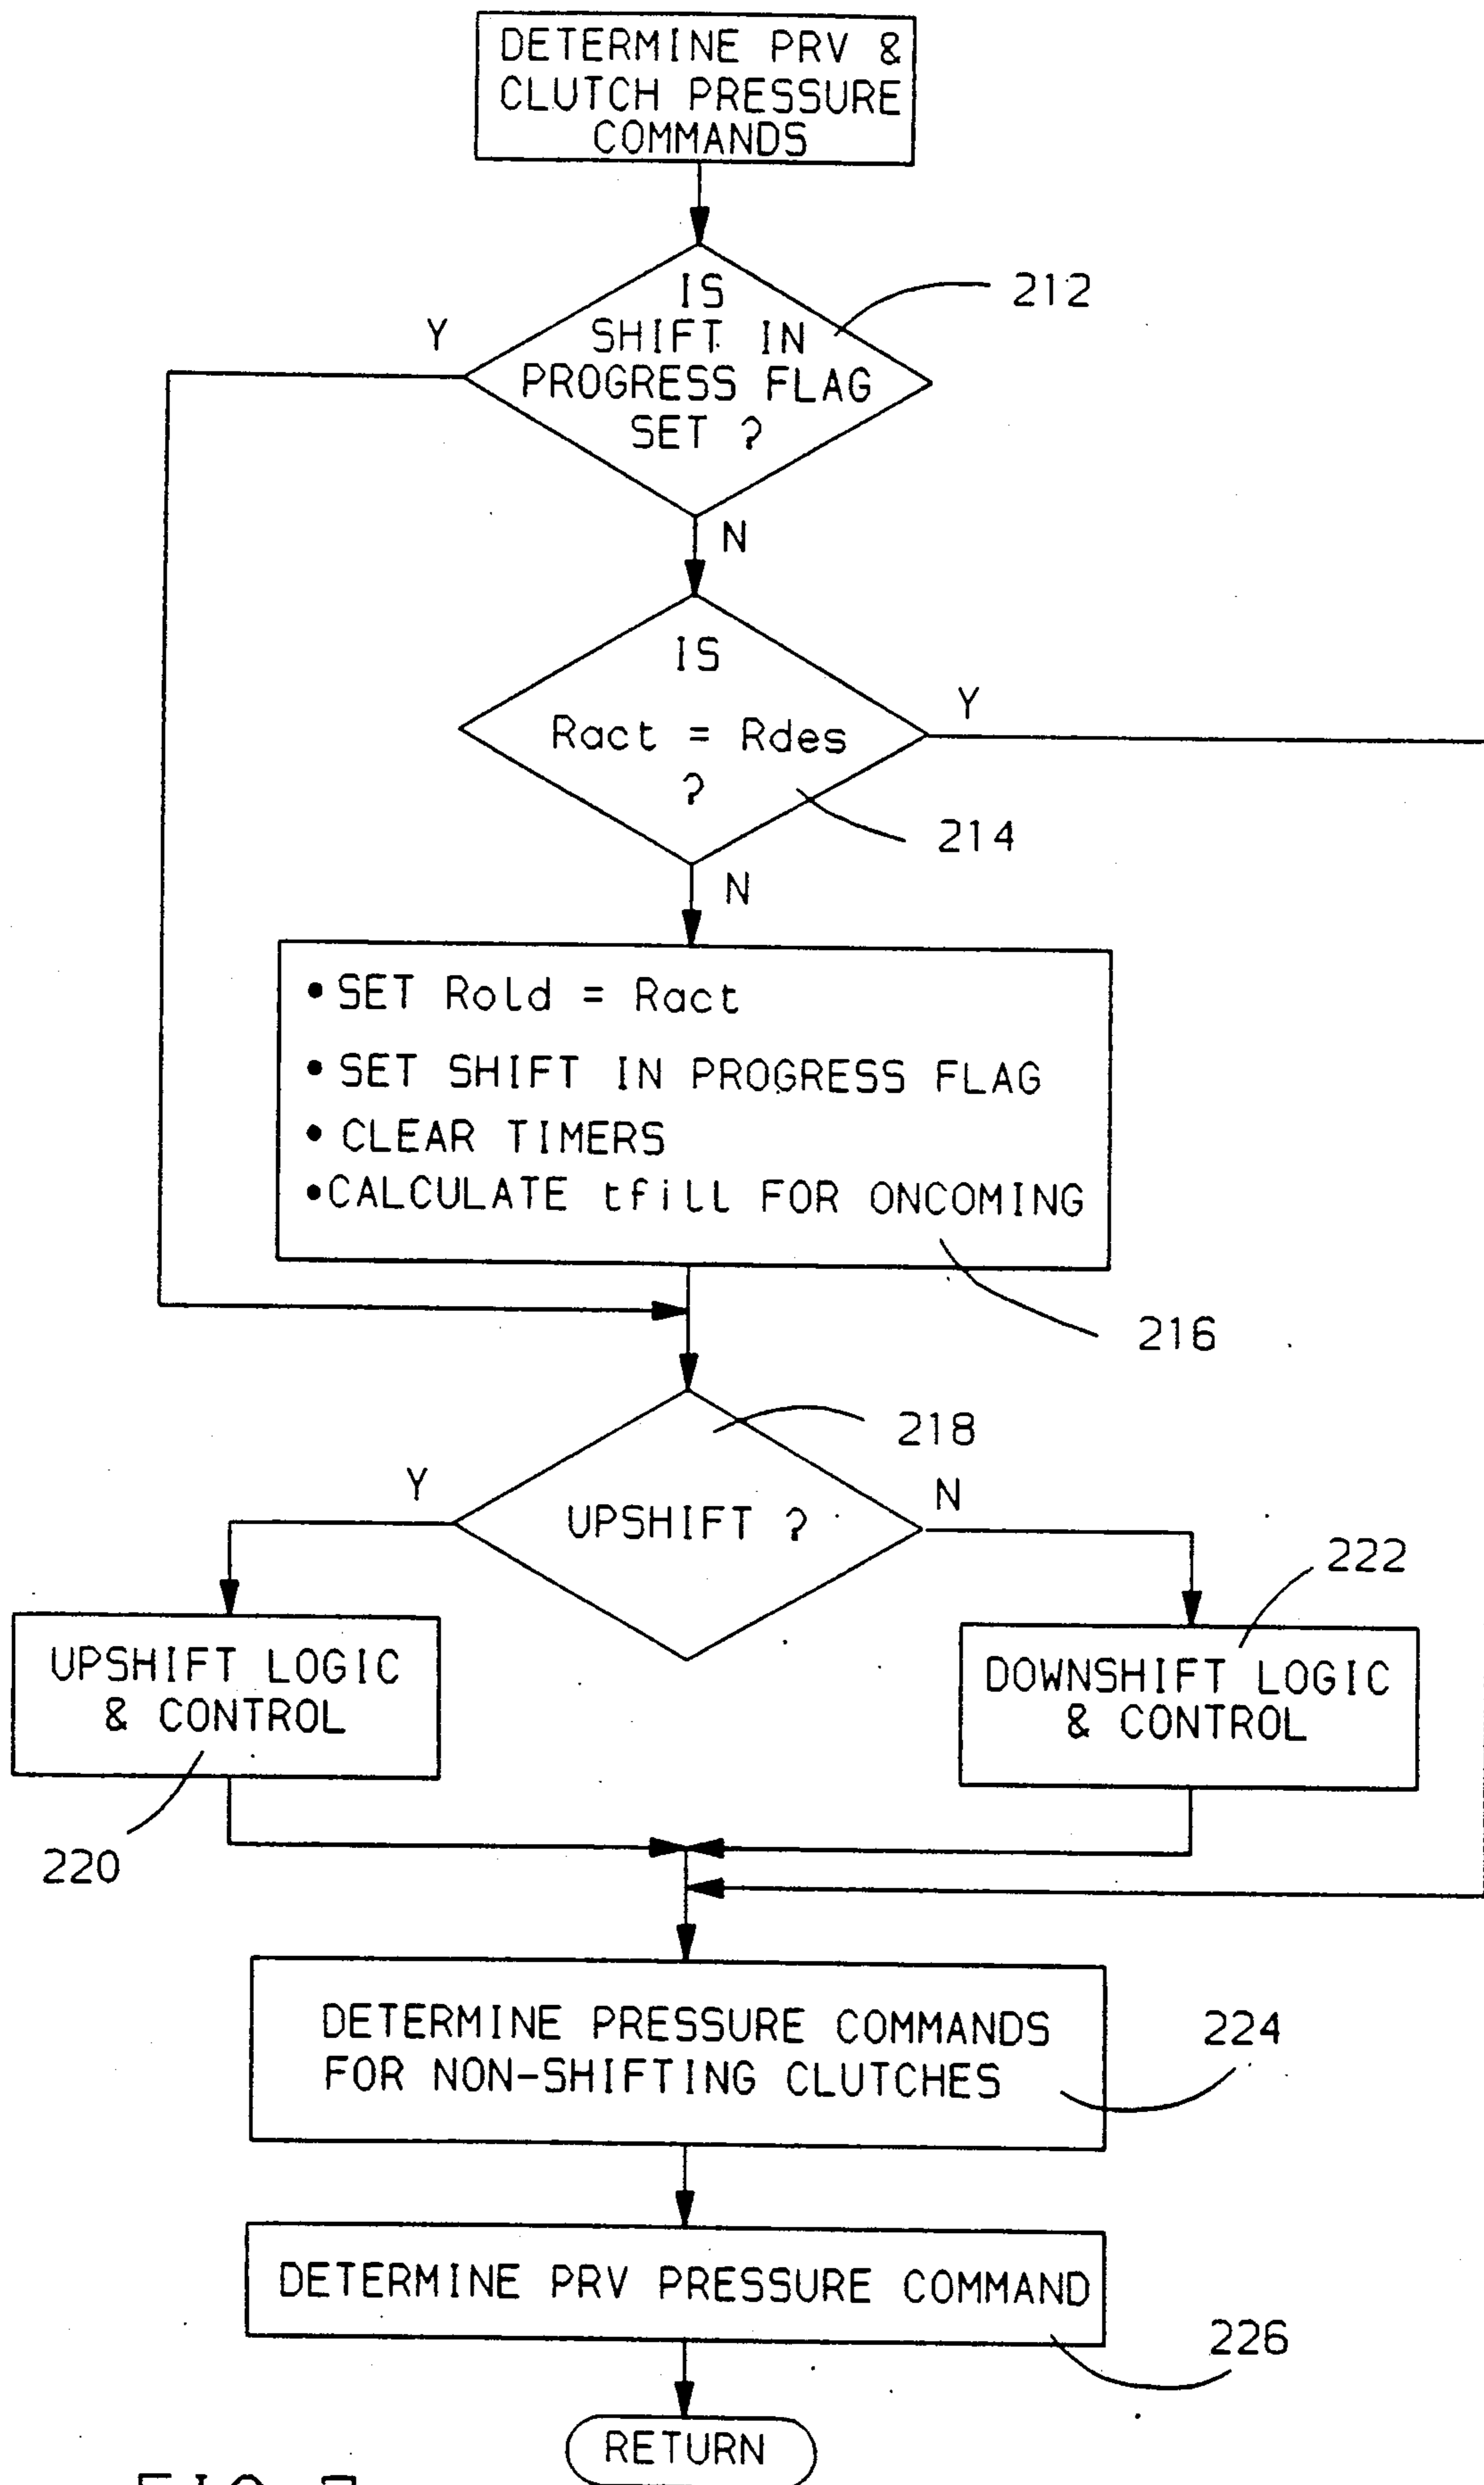 DETERMINE PRV &
CLUTCH PRESSURE
COMMANDS
IS
SHIFT IN
PROGRESS FLAG
SET ?
212
Y
N
IS
Ract = Rdes
?
Y
214
N
• SET Rold = Ract
• SET SHIFT IN PROGRESS FLAG
• CLEAR TIMERS
• CALCULATE tfill FOR ONCOMING
216
218
Y
UPSHIFT ?
N
222
UPSHIFT LOGIC
& CONTROL
DOWNSHIFT LOGIC
& CONTROL
220
DETERMINE PRESSURE COMMANDS
FOR NON-SHIFTING CLUTCHES
224
DETERMINE PRV PRESSURE COMMAND
226
RETURN